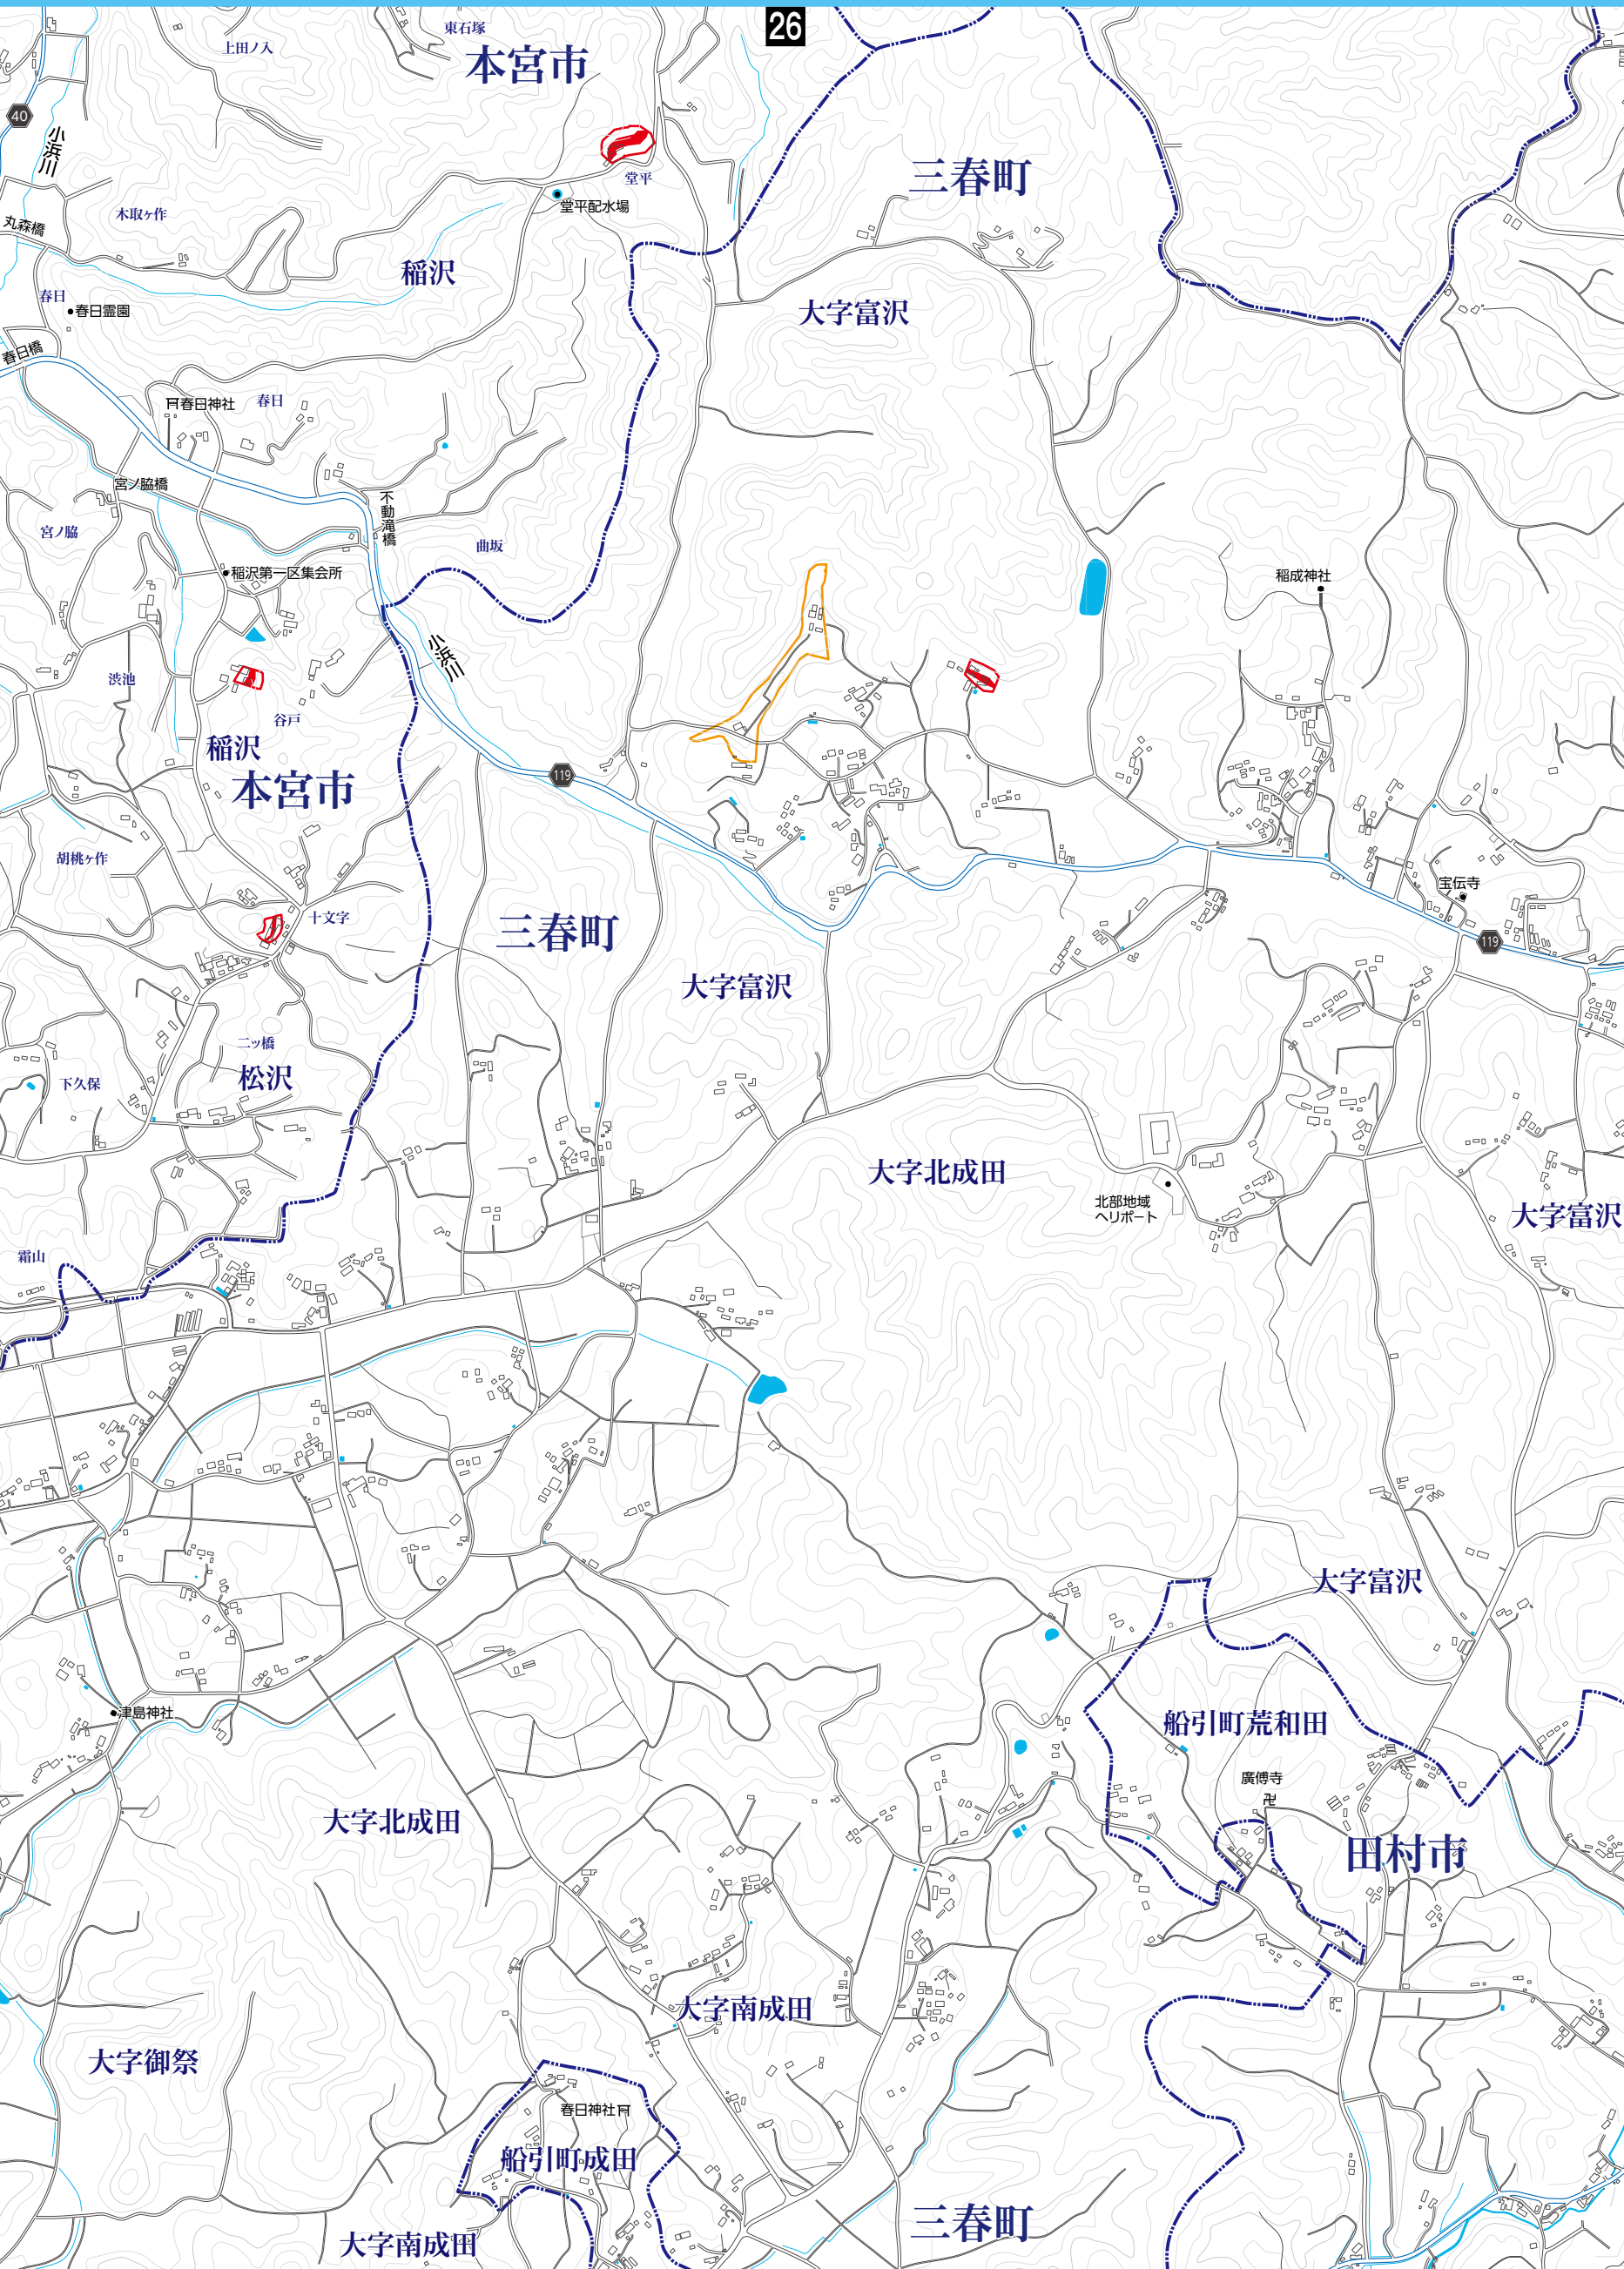 東石塚
26
上田ノ入
本宮市
40
小浜川
堂平
三春町
堂平配水場
木取ヶ作
丸森橋
稲沢
春日
春日霊園
大字富沢
春日橋
春日神社
春日
宮ノ脇橋
不動滝橋
宮ノ脇
曲坂
稲沢第一区集会所
稲成神社
小浜川
渋池
谷戸
稲沢
本宮市
119
胡桃ヶ作
宝伝寺
十文字
三春町
119
大字富沢
二ッ橋
松沢
下久保
大字北成田
北部地域
ヘリポート
大字富沢
霜山
大字富沢
津島神社
船引町荒和田
廣傳寺
卍
大字北成田
田村市
大字南成田
大字御祭
春日神社
船引町成田
三春町
大字南成田